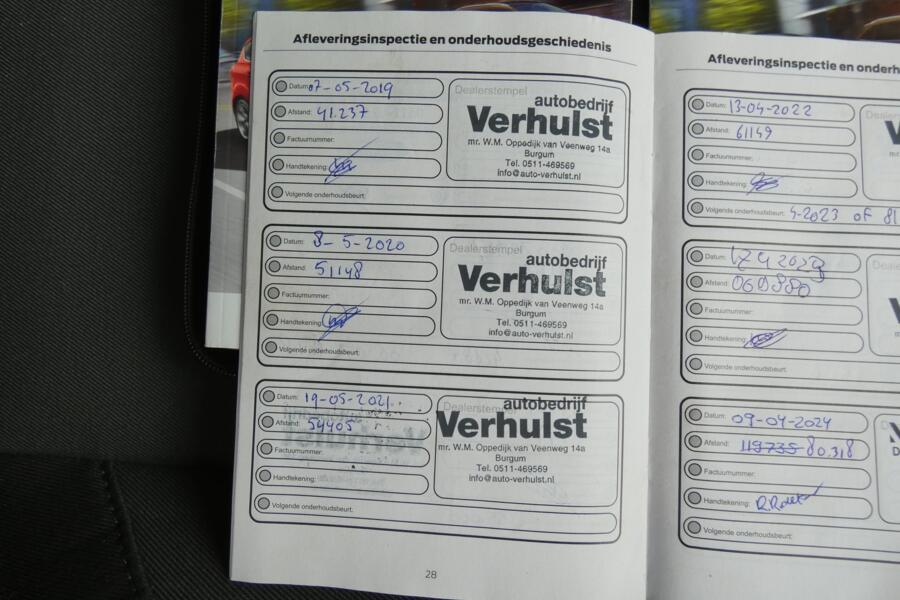 Afleveringsinspectie en onderhoudsgeschiedenis
Datum: 07-05-2019
Afstand: 41.237
Factuurnummer:
Handtekening:
Volgende onderhoudsbeurt:
Dealerstempel
autobedrijf
Verhulst
mr. W.M. Oppedijk van Veenweg 14a
Burgum
Tel. 0511-469569
info@auto-verhulst.nl
Datum: 8-5-2020
Afstand: 51148
Factuurnummer:
Handtekening:
Volgende onderhoudsbeurt:
Dealerstempel
autobedrijf
Verhulst
mr. W.M. Oppedijk van Veenweg 14a
Burgum
Tel. 0511-469569
info@auto-verhulst.nl
Datum: 19-05-2021
Afstand: 54405
Factuurnummer:
Handtekening:
Volgende onderhoudsbeurt:
Dealerstempel
autobedrijf
Verhulst
mr. W.M. Oppedijk van Veenweg 14a
Burgum
Tel. 0511-469569
info@auto-verhulst.nl
28
Afleveringsinspectie en onderh
Datum: 13-04-2022
Afstand: 61149
Factuurnummer:
Handtekening:
Volgende onderhoudsbeurt: 4-2023 of 81
Datum:
Afstand:
Factuurnummer:
Handtekening:
Volgende onderhoudsbeurt:
Datum: 09-04-2024
Afstand: 113735 80.318
Factuurnummer:
Handtekening:
Volgende onderhoudsbeurt: